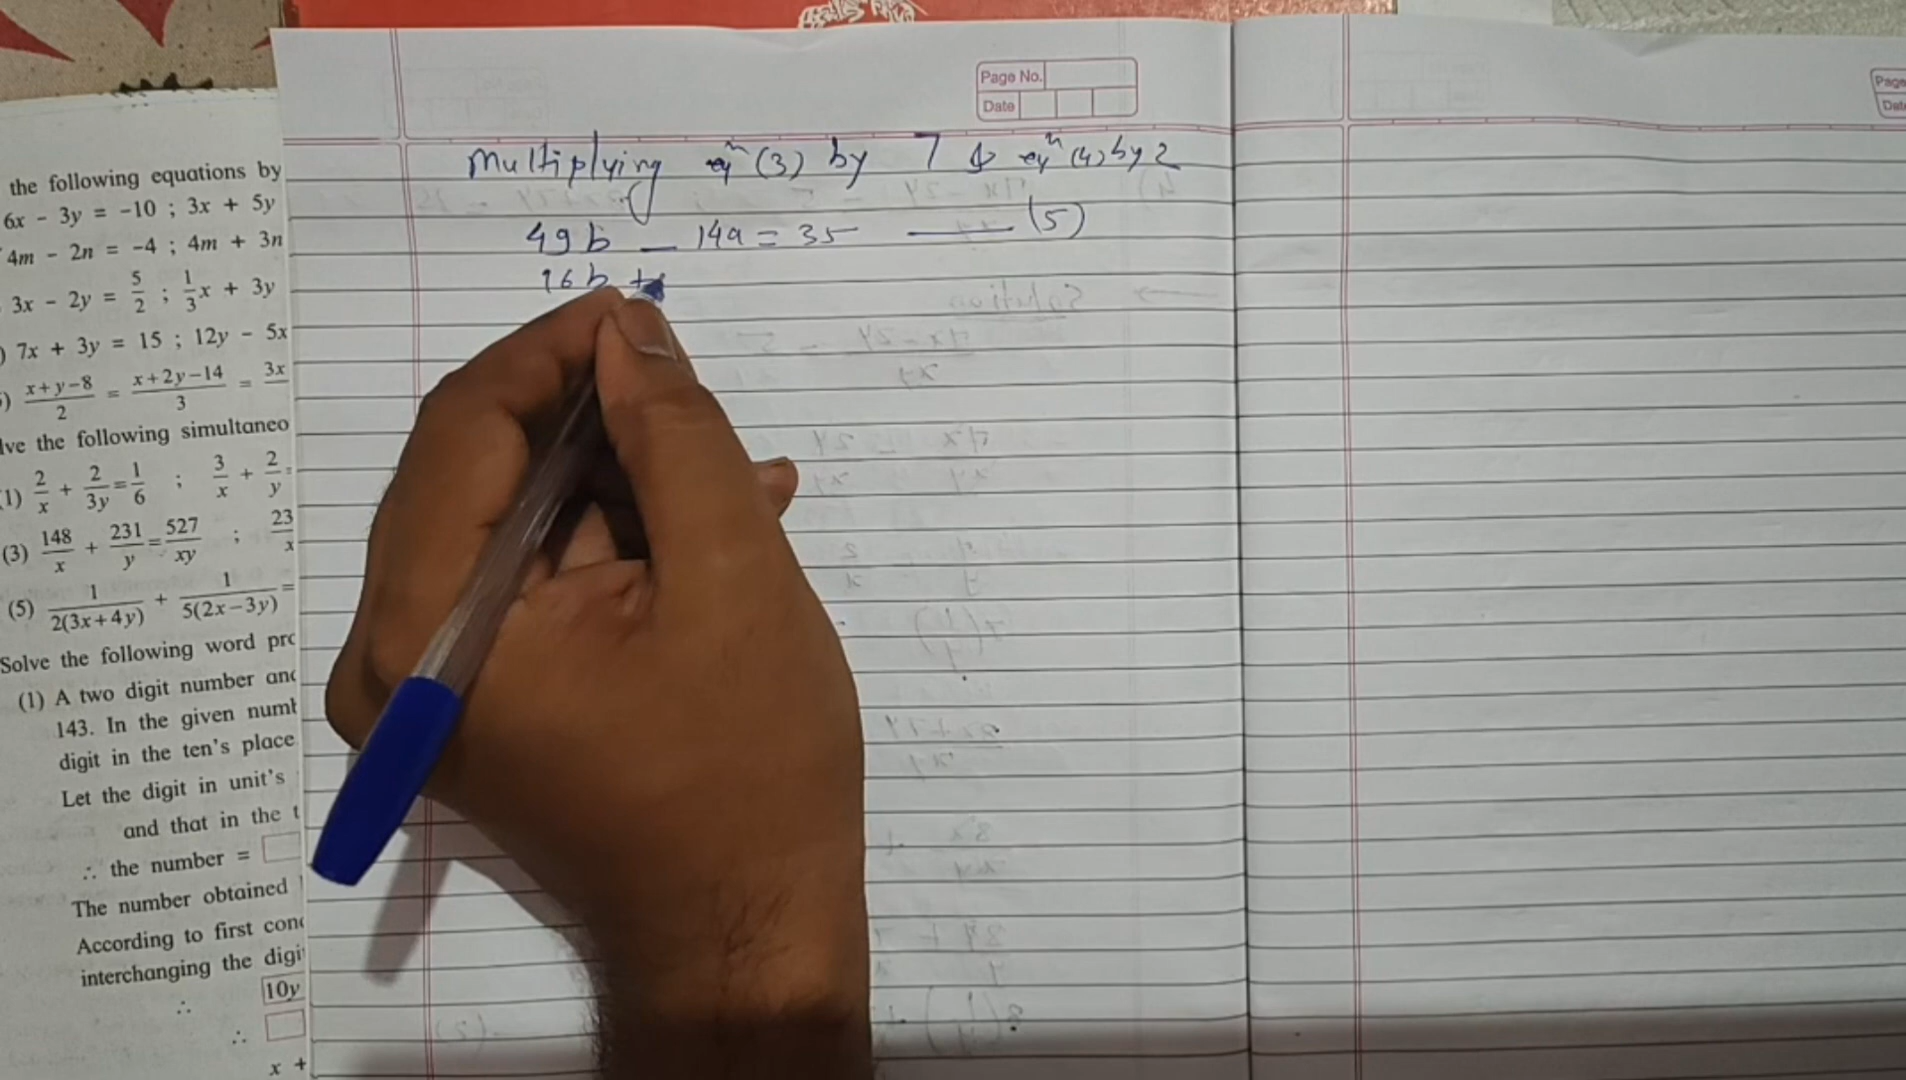 the following equations by
6x - 3y = -10 ; 3x + 5y
4m - 2n = -4 ; 4m + 3n
3x - 2y = 5/2 ; 1/3 x + 3y
) 7x + 3y = 15 ; 12y - 5x
) x+y-8/2 = x+2y-14/3 = 3x
lve the following simultaneo
(1) 2/x + 2/3y = 1/6 ; 3/x + 2/y =
(3) 148/x + 231/y = 527/xy ; 23/x
(5) 1/2(3x+4y) + 1/5(2x-3y) =
Solve the following word pro
(1) A two digit number and
143. In the given numb
digit in the ten's place
Let the digit in unit's
and that in the t
∴ the number =
The number obtained
According to first cond
interchanging the digi
∴ 10y
∴
x +
Page No.
Date
Multiplying eqn (3) by 7 & eqn (4) by 2
49b - 14a = 35 — (5)
16b +
Page
Date